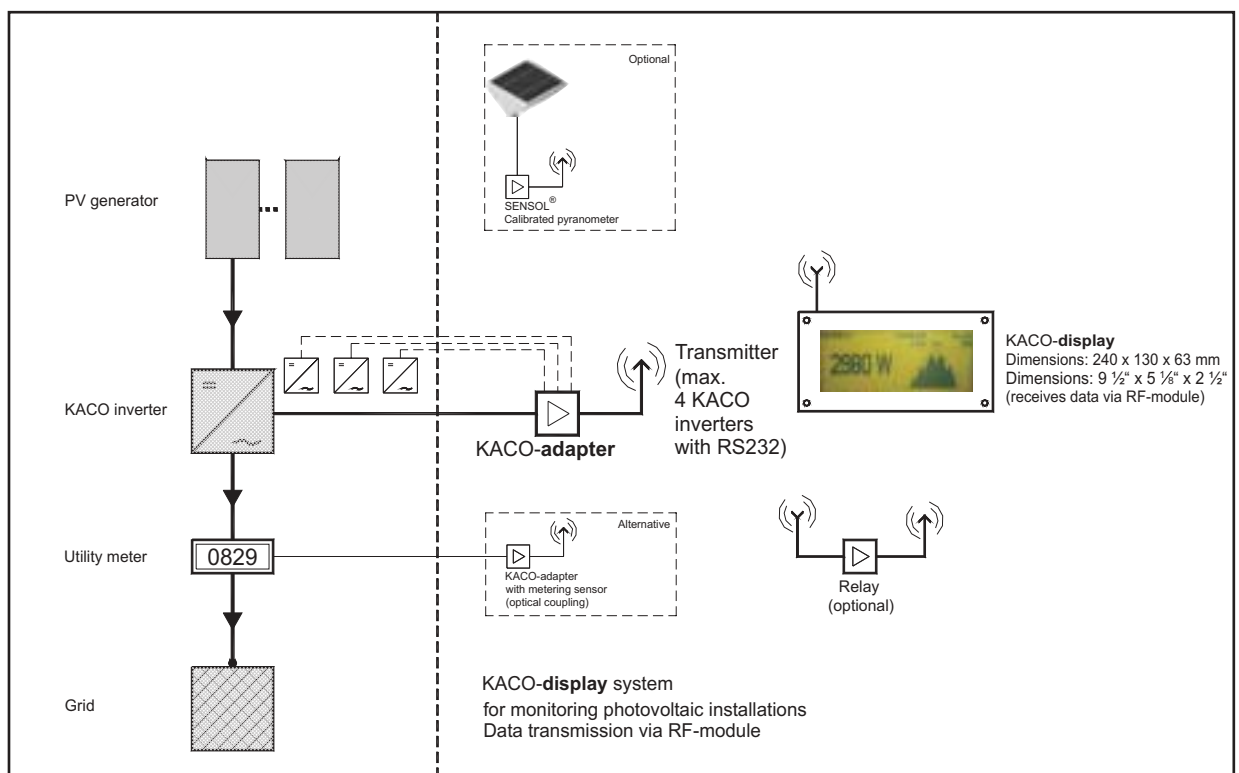 Optional
SENSOL®
Calibrated pyranometer
PV generator
KACO inverter
KACO-adapter
Transmitter
(max.
4 KACO
inverters
with RS232)
2980 W
KACO-display
Dimensions: 240 x 130 x 63 mm
Dimensions: 9 ½“ x 5 ⅛“ x 2 ½“
(receives data via RF-module)
Utility meter
0829
Alternative
KACO-adapter
with metering sensor
(optical coupling)
Relay
(optional)
Grid
KACO-display system
for monitoring photovoltaic installations
Data transmission via RF-module